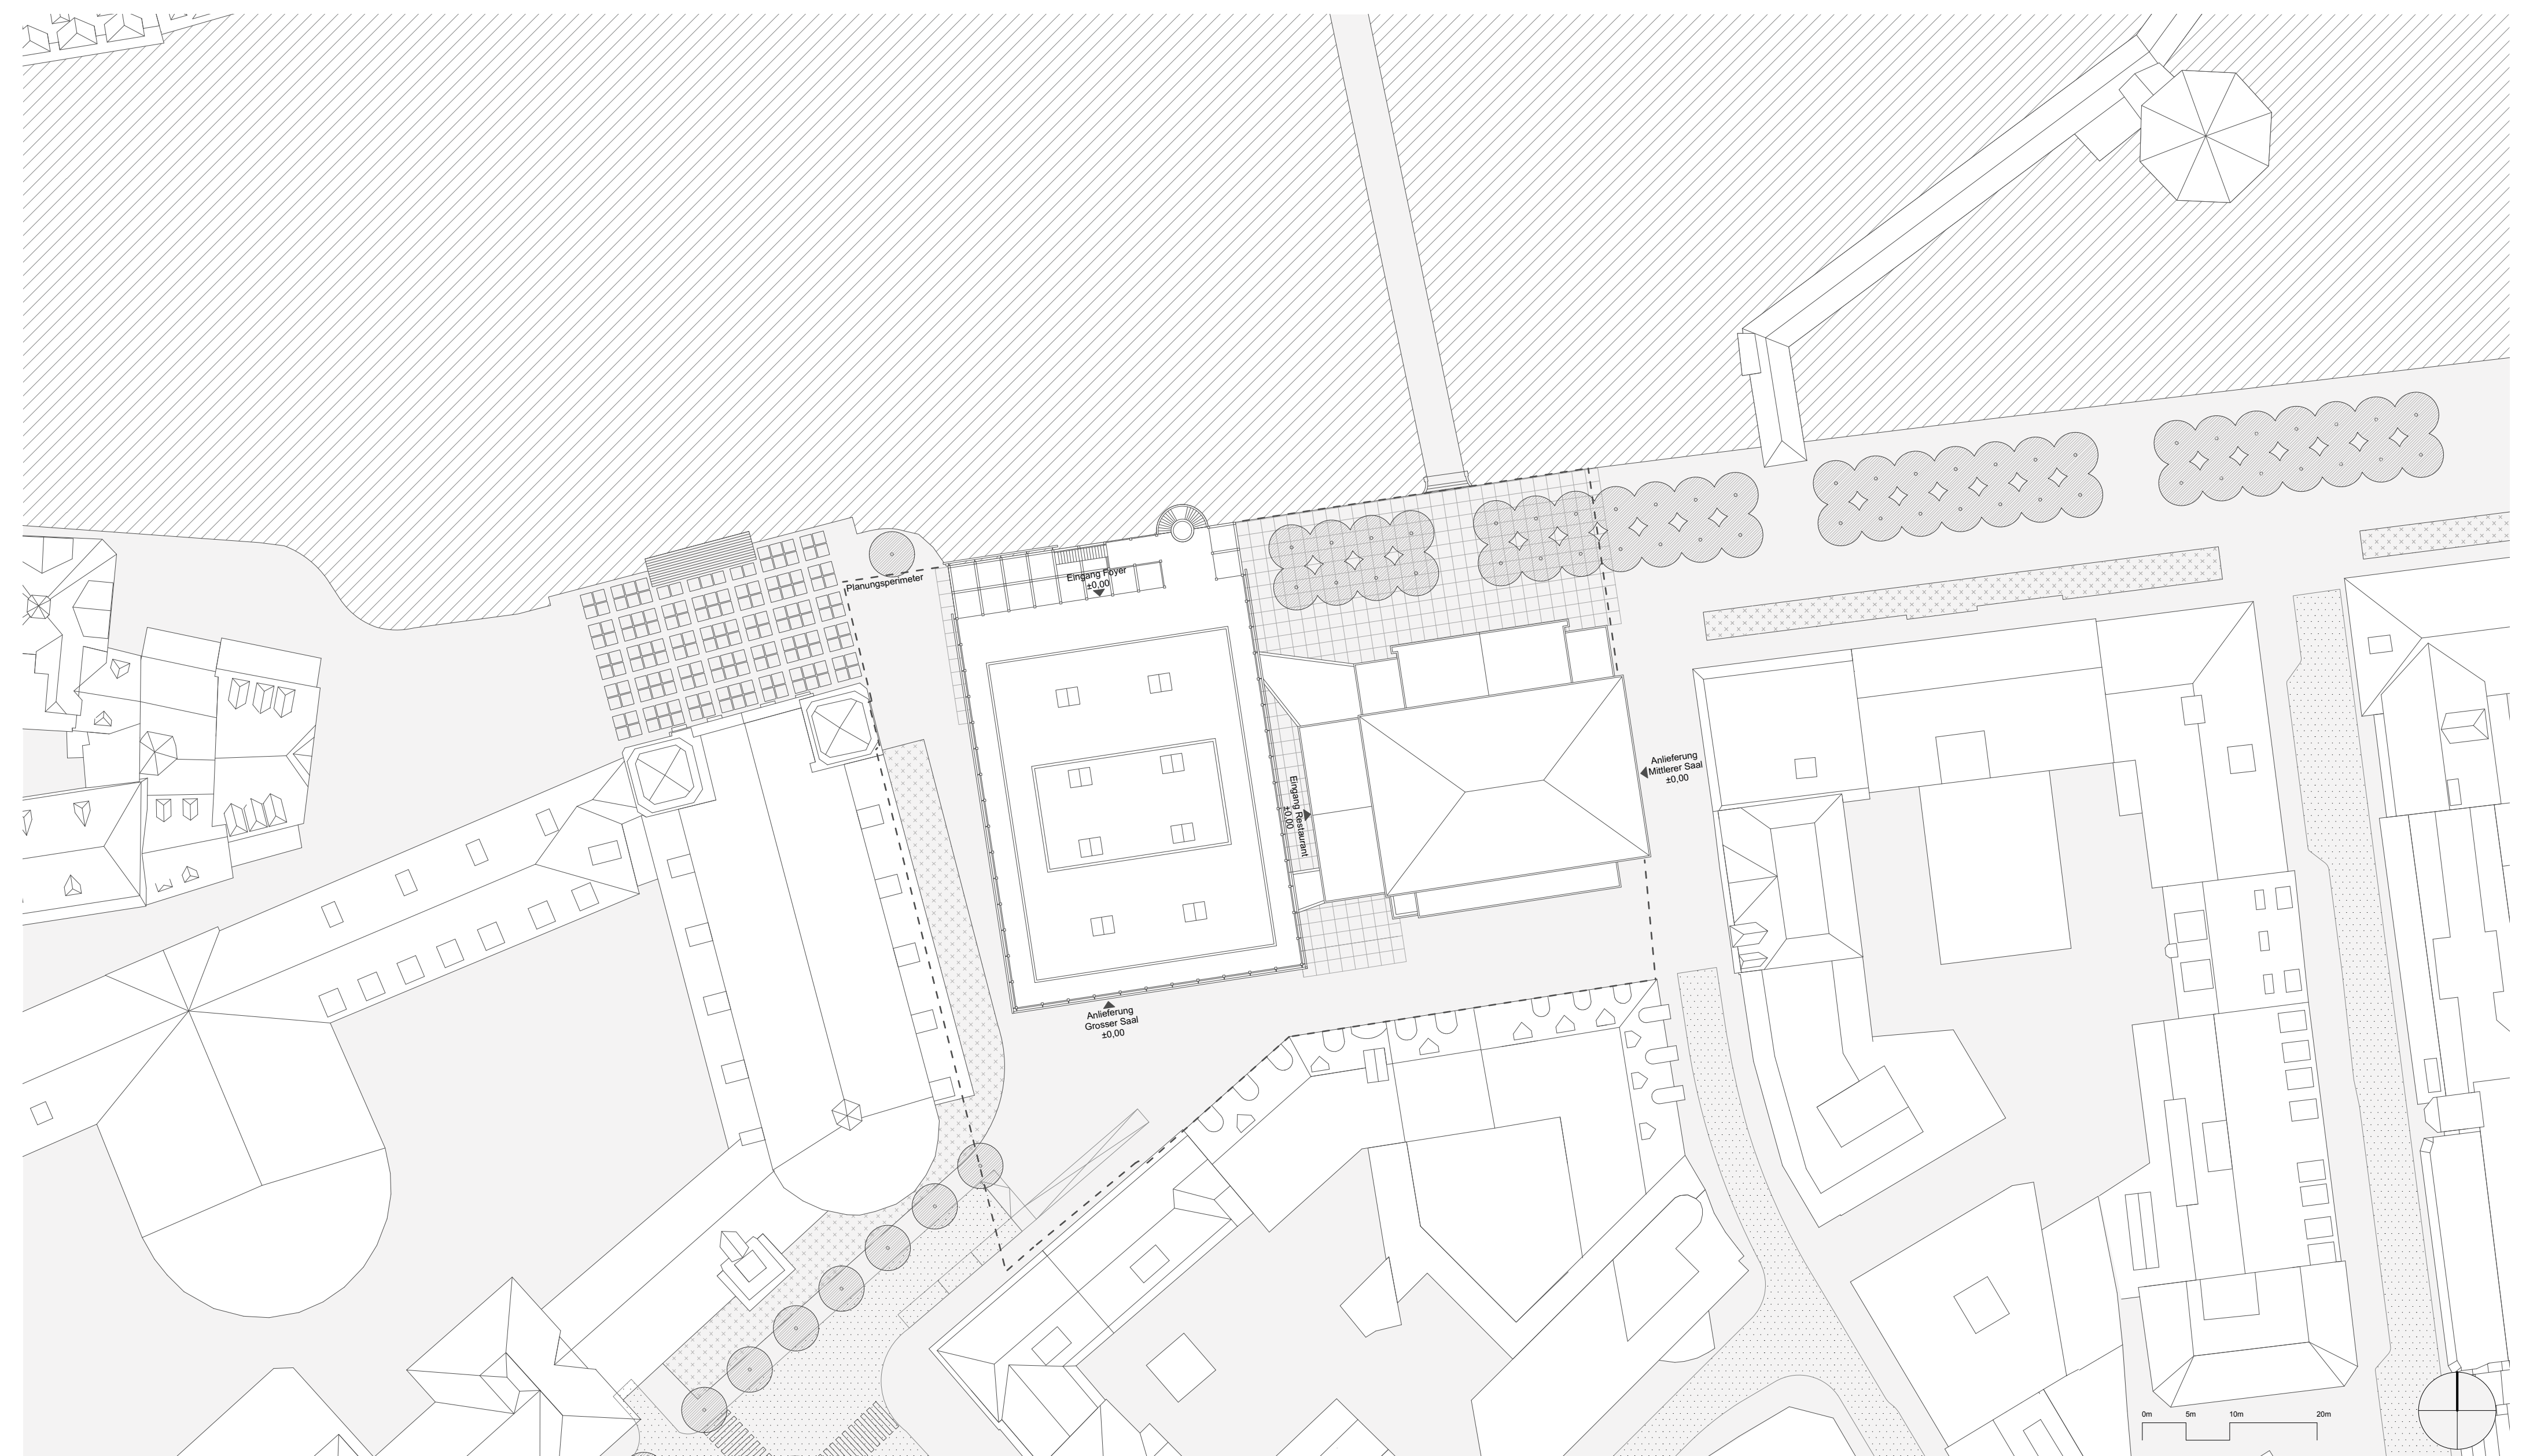 Planungsperimeter
Eingang Foyer
±0,00
Eingang Restaurant
±0,00
Anlieferung
Mittlerer Saal
±0,00
Anlieferung
Grosser Saal
±0,00
0m 5m 10m 20m